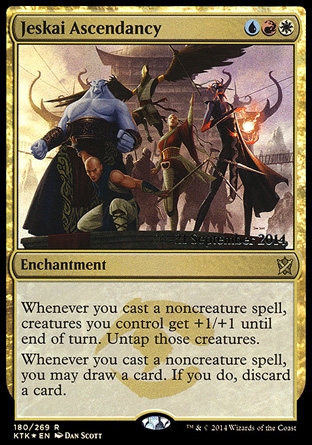 Jeskai Ascendancy
September 2014
Enchantment
Whenever you cast a noncreature spell,
creatures you control get +1/+1 until
end of turn. Untap those creatures.
Whenever you cast a noncreature spell,
you may draw a card. If you do, discard
a card.
180/269 R
KTK ★ EN DAN SCOTT
™ & © 2014 Wizards of the Coast